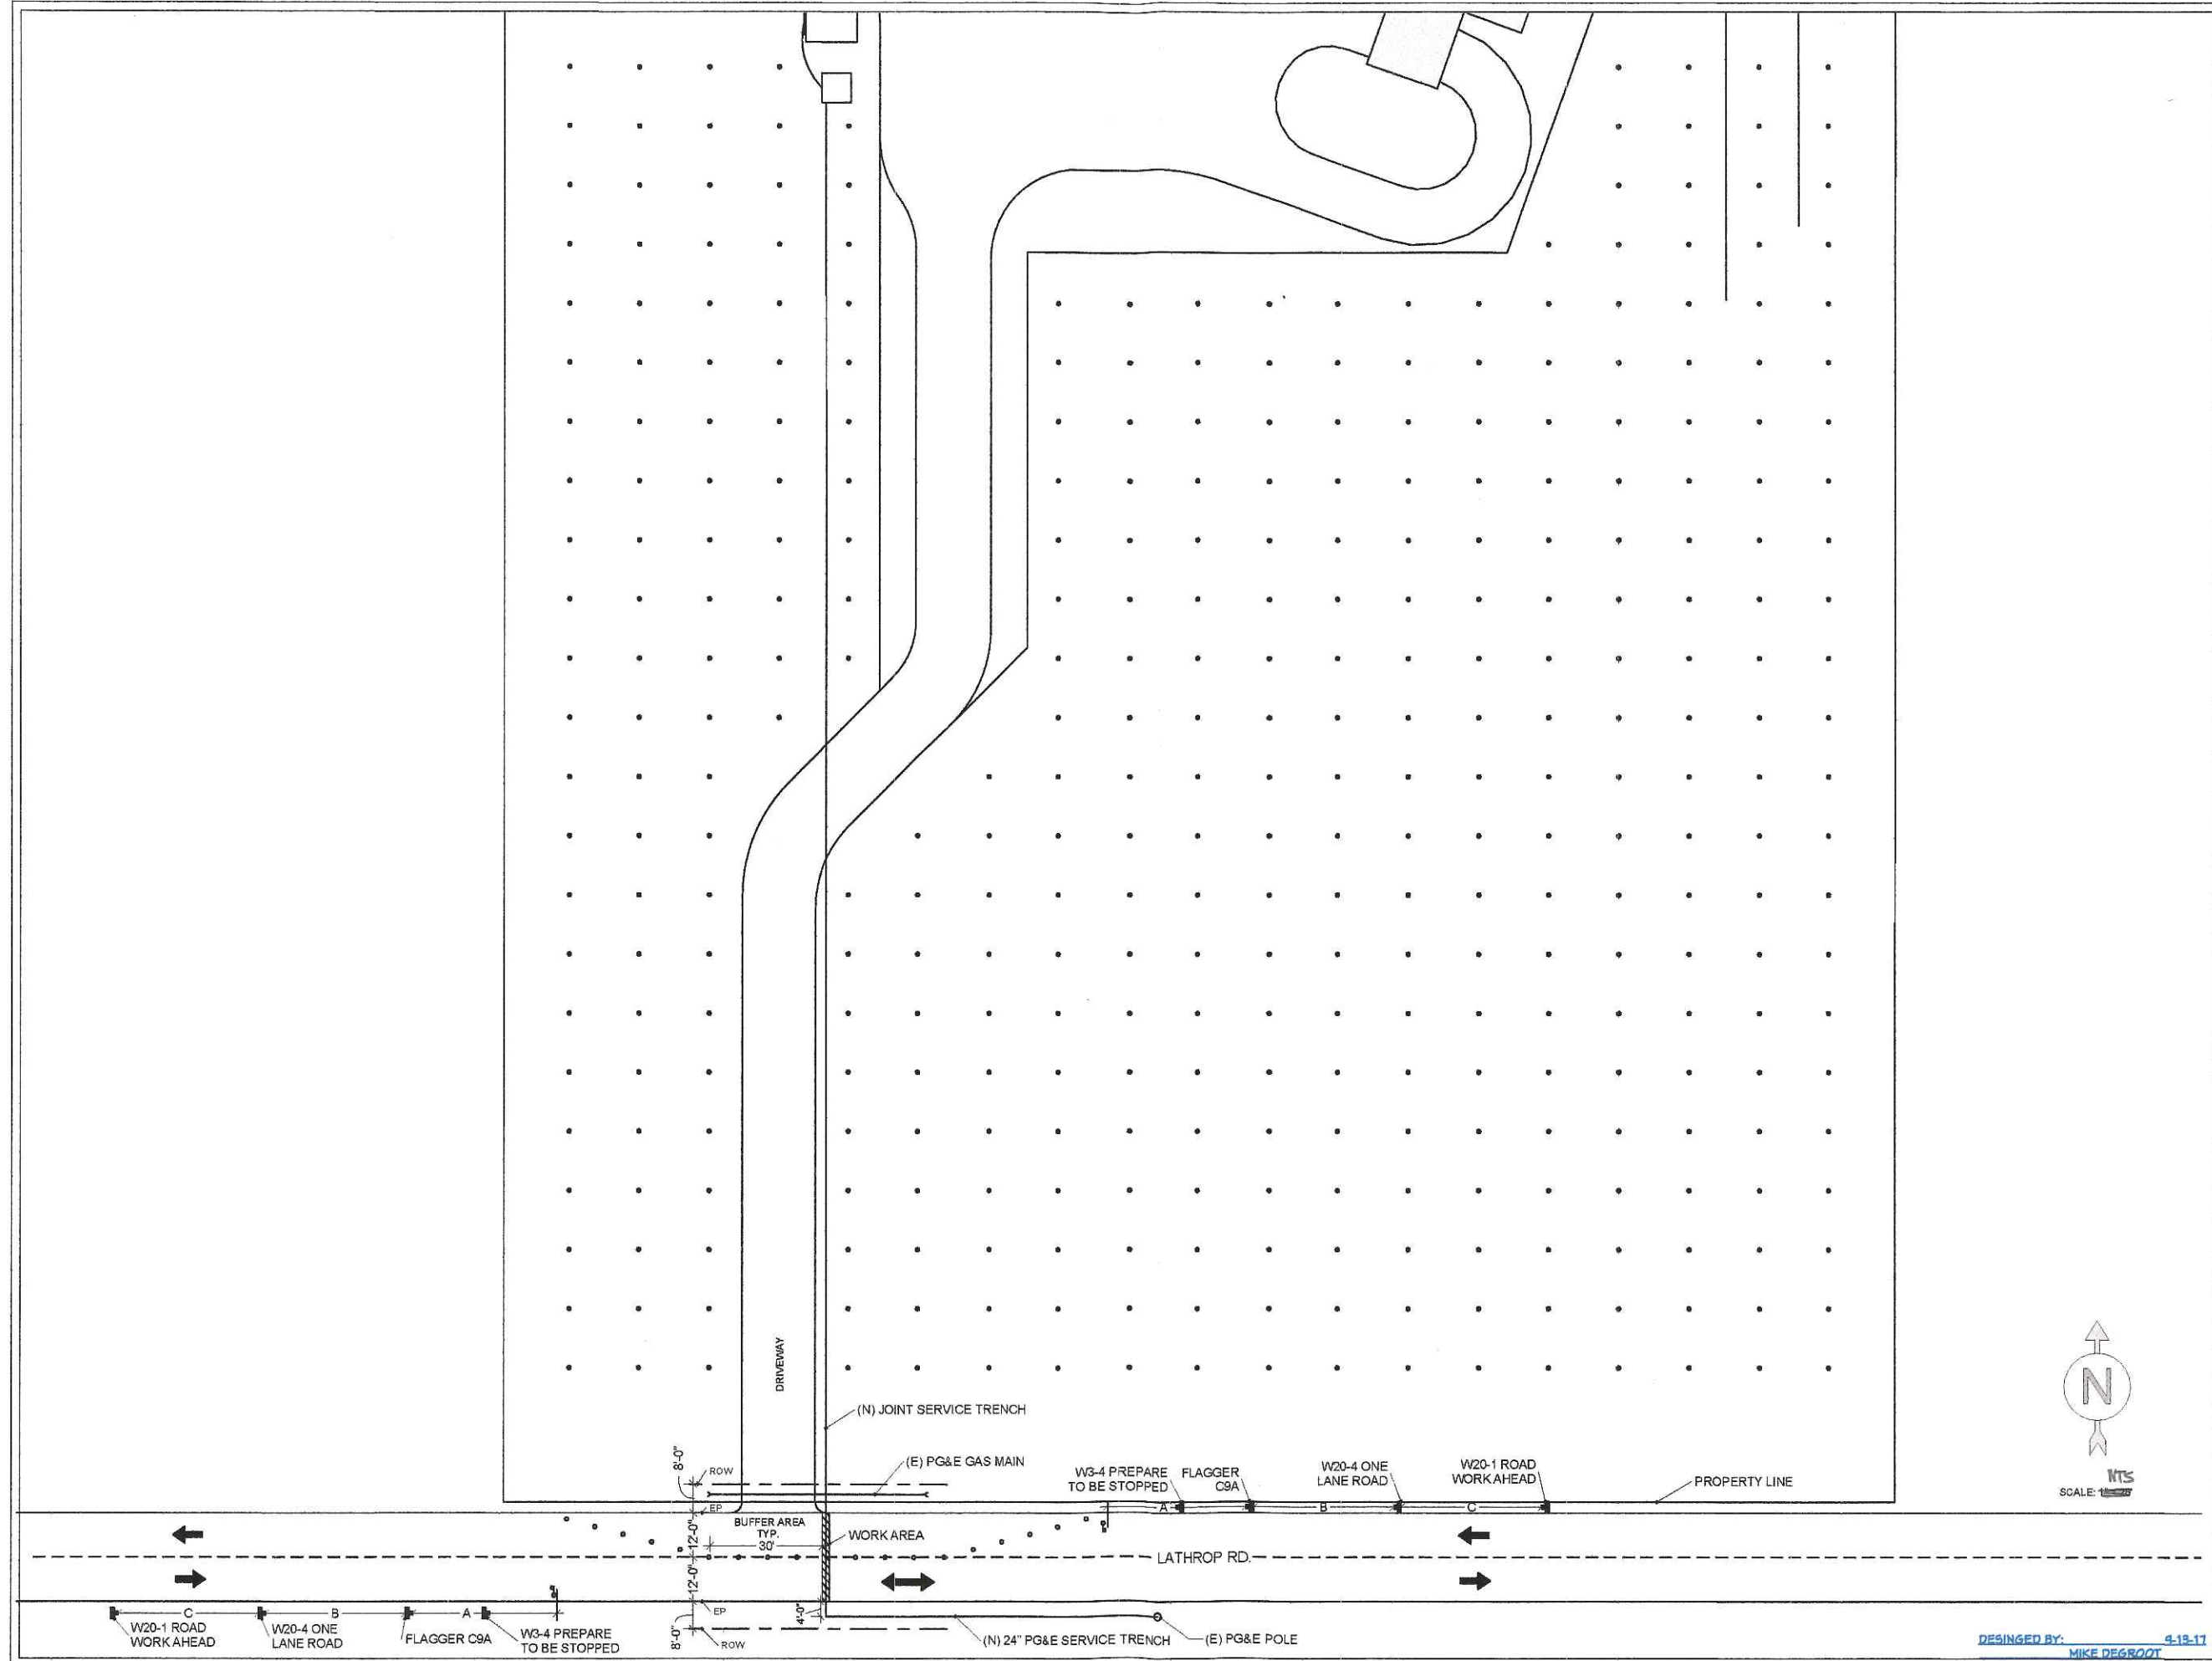 DRIVEWAY
(N) JOINT SERVICE TRENCH
(E) PG&E GAS MAIN
8'-0"
ROW
EP
12'-0"
BUFFER AREA
TYP.
30'
WORK AREA
12'-0"
EP
8'-0"
ROW
4'-0"
W3-4 PREPARE
TO BE STOPPED
FLAGGER
C9A
W20-4 ONE
LANE ROAD
W20-1 ROAD
WORK AHEAD
A
B
C
PROPERTY LINE
LATHROP RD.
C
B
A
W20-1 ROAD
WORK AHEAD
W20-4 ONE
LANE ROAD
FLAGGER C9A
W3-4 PREPARE
TO BE STOPPED
(N) 24" PG&E SERVICE TRENCH
(E) PG&E POLE
N
NTS
SCALE:
DESINGED BY: 9-13-17
MIKE DEGROOT